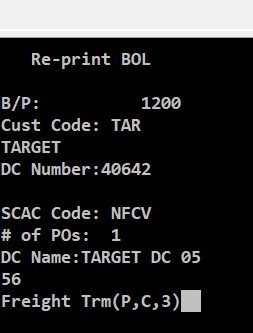 Re-print BOL
B/P: 1200
Cust Code: TAR
TARGET
DC Number:40642
SCAC Code: NFCV
# of POs: 1
DC Name:TARGET DC 05
56
Freight Trm(P,C,3)